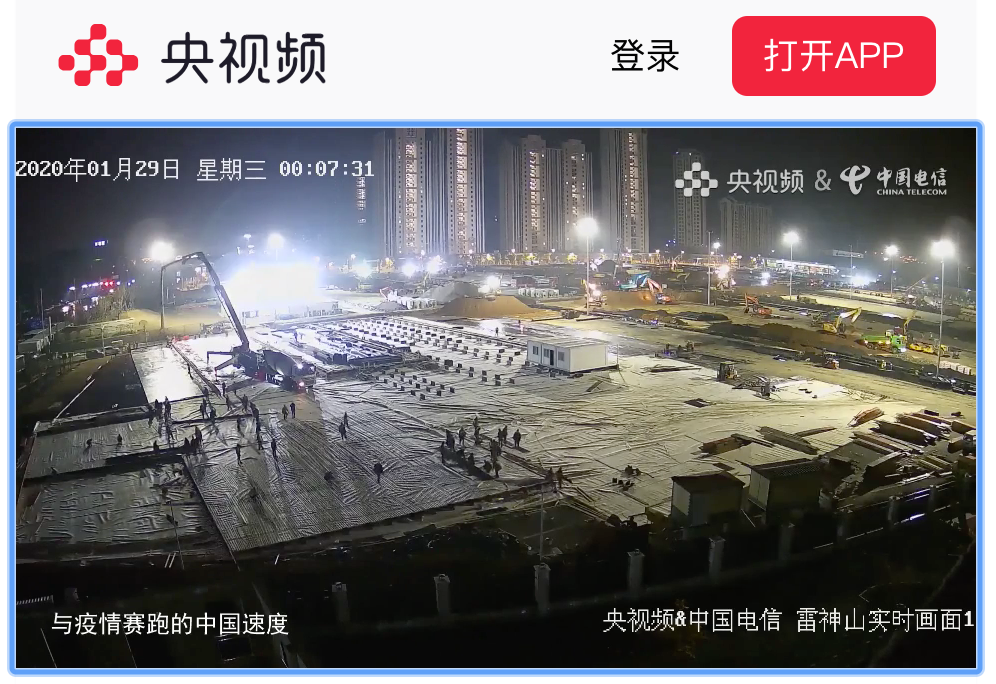 央视频
登录
打开APP
2020年01月29日 星期三 00:07:31
央视频 & 中国电信
CHINA TELECOM
与疫情赛跑的中国速度
央视频&中国电信 雷神山实时画面1